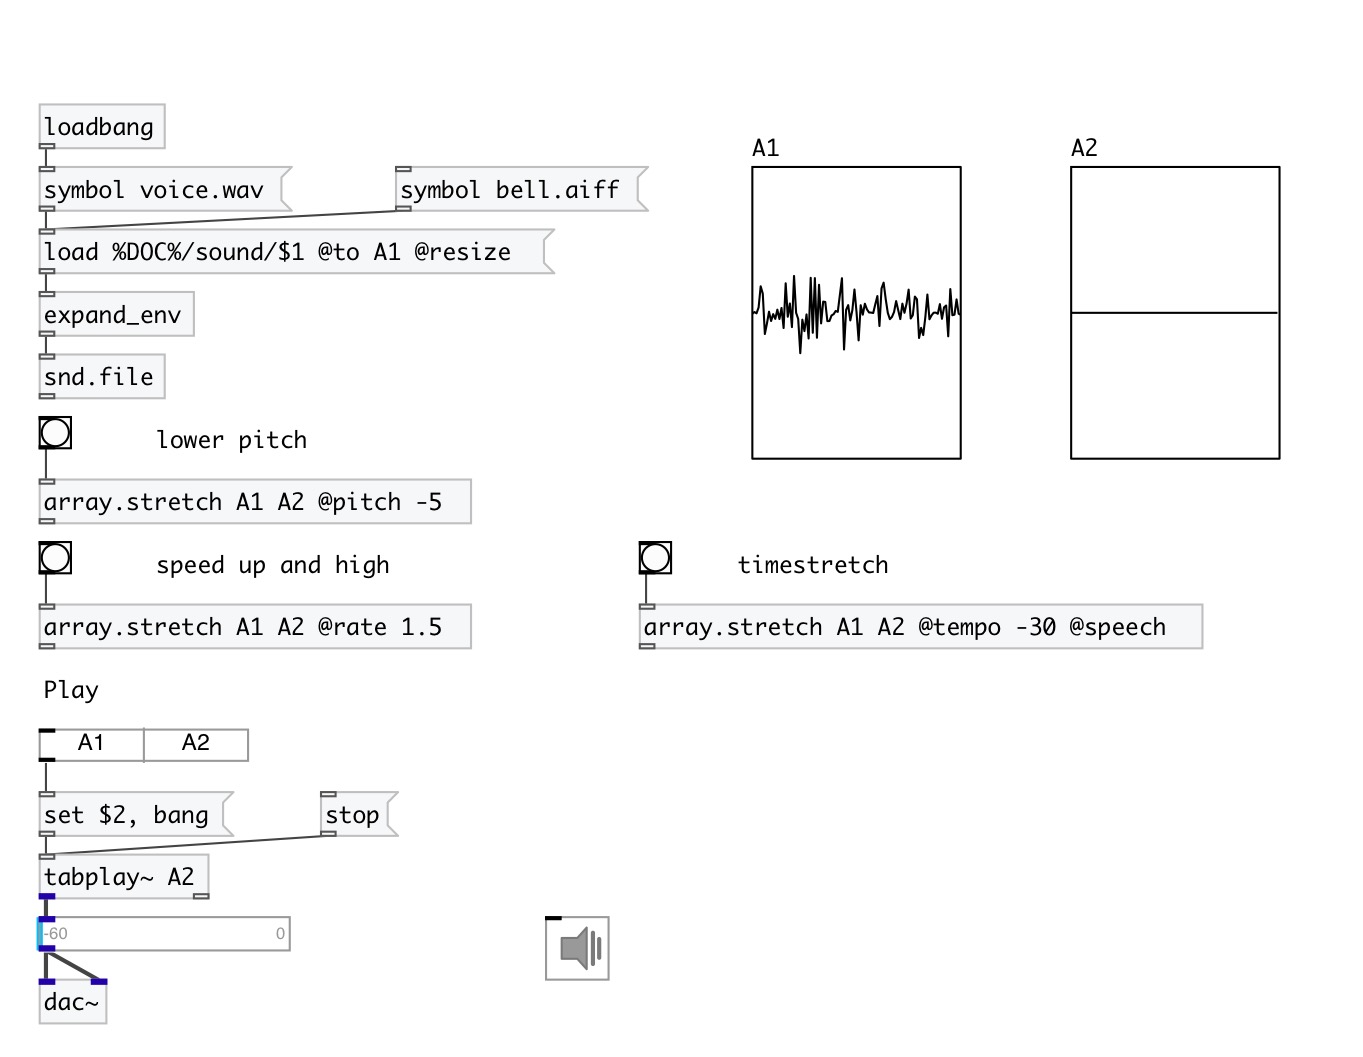 loadbang
A1
A2
symbol voice.wav
symbol bell.aiff
load %DOC%/sound/$1 @to A1 @resize
expand_env
snd.file
lower pitch
array.stretch A1 A2 @pitch -5
speed up and high
timestretch
array.stretch A1 A2 @rate 1.5
array.stretch A1 A2 @tempo -30 @speech
Play
A1
A2
set $2, bang
stop
tabplay~ A2
-60
0
dac~